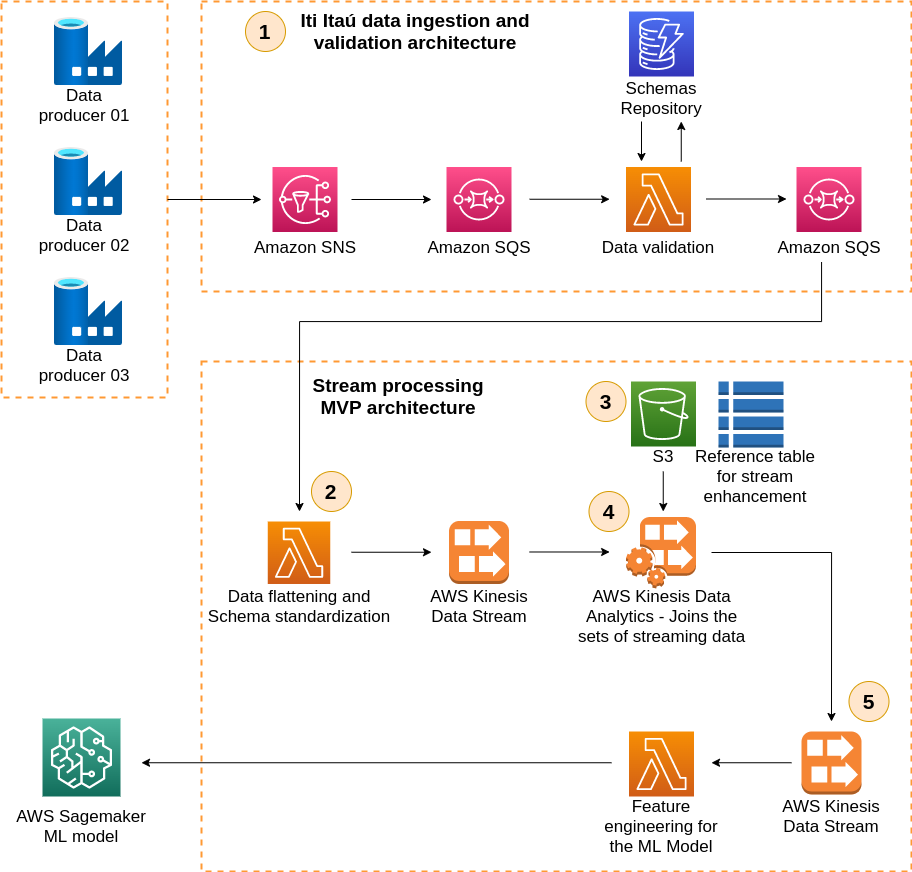 Data
producer 01
Data
producer 02
Data
producer 03
1
Iti Itaú data ingestion and
validation architecture
Schemas
Repository
Amazon SNS
Amazon SQS
Data validation
Amazon SQS
Stream processing
MVP architecture
3
S3
Reference table
for stream
enhancement
2
4
Data flattening and
Schema standardization
AWS Kinesis
Data Stream
AWS Kinesis Data
Analytics - Joins the
sets of streaming data
5
AWS Kinesis
Data Stream
Feature
engineering for
the ML Model
AWS Sagemaker
ML model